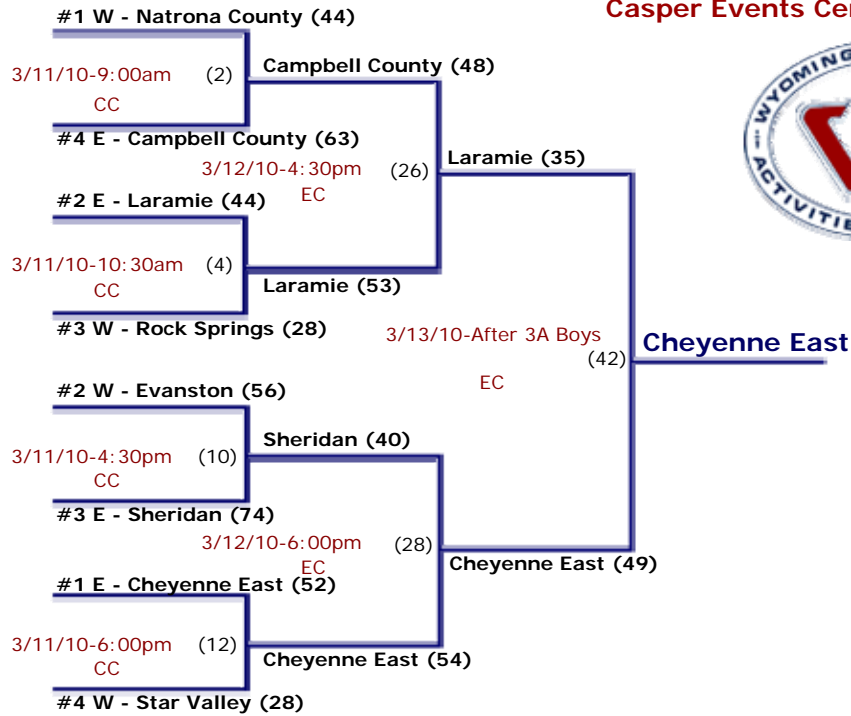 Casper Events Cen
#1 W - Natrona County (44)
3/11/10-9:00am (2)
CC
Campbell County (48)
#4 E - Campbell County (63)
3/12/10-4:30pm (26)
EC
Laramie (35)
#2 E - Laramie (44)
3/11/10-10:30am (4)
CC
Laramie (53)
#3 W - Rock Springs (28)
3/13/10-After 3A Boys
(42)
EC
Cheyenne East
#2 W - Evanston (56)
3/11/10-4:30pm (10)
CC
Sheridan (40)
#3 E - Sheridan (74)
3/12/10-6:00pm (28)
EC
Cheyenne East (49)
#1 E - Cheyenne East (52)
3/11/10-6:00pm (12)
CC
Cheyenne East (54)
#4 W - Star Valley (28)
WYOMING
ACTIVITIE